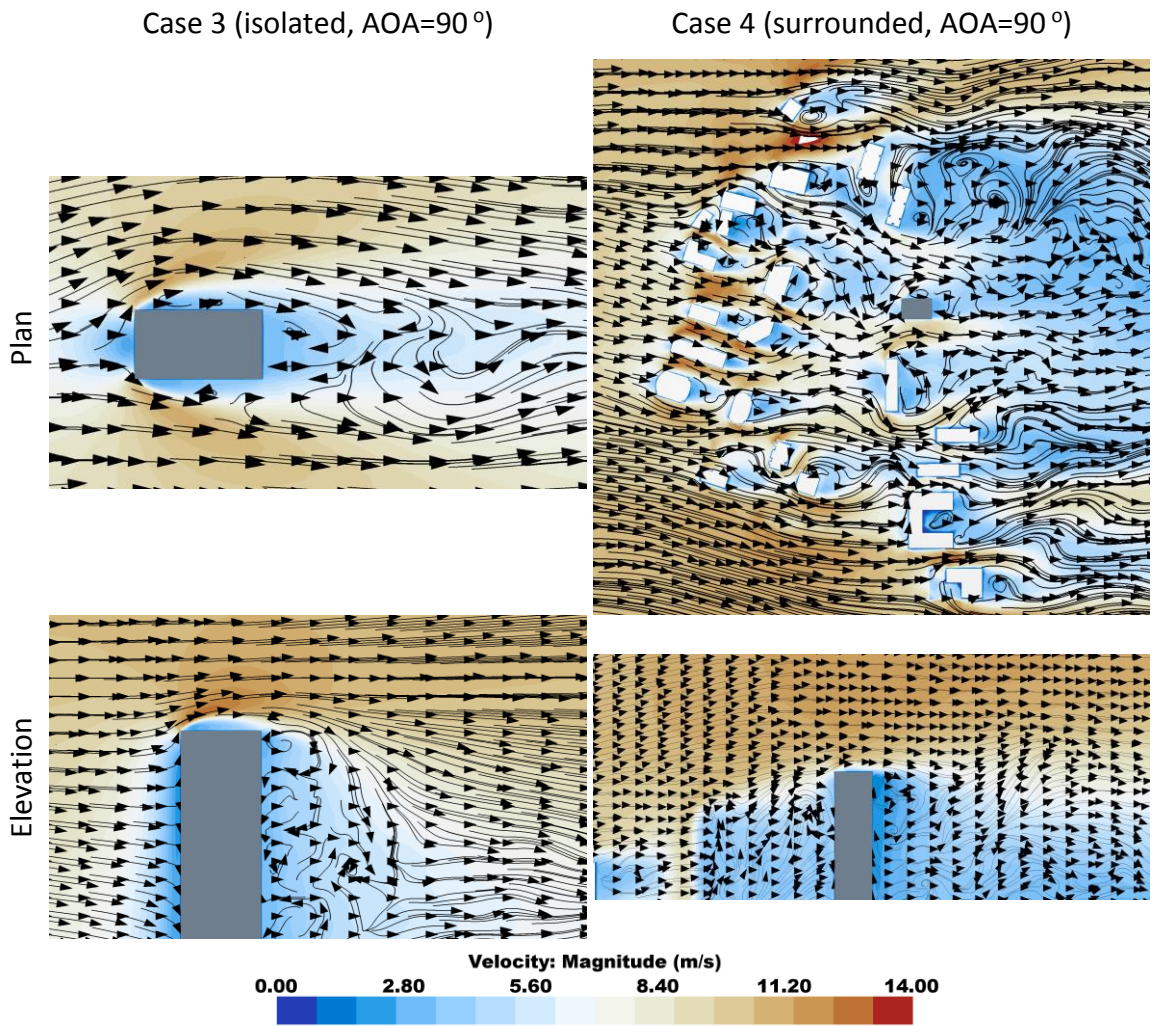 Case 3 (isolated, AOA=90 º)
Case 4 (surrounded, AOA=90 º)
Plan
Elevation
Velocity: Magnitude (m/s)
0.00 2.80 5.60 8.40 11.20 14.00